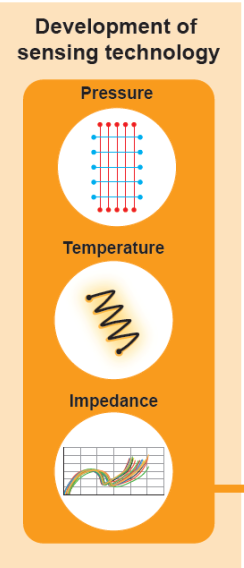 Development of
sensing technology
Pressure
Temperature
Impedance